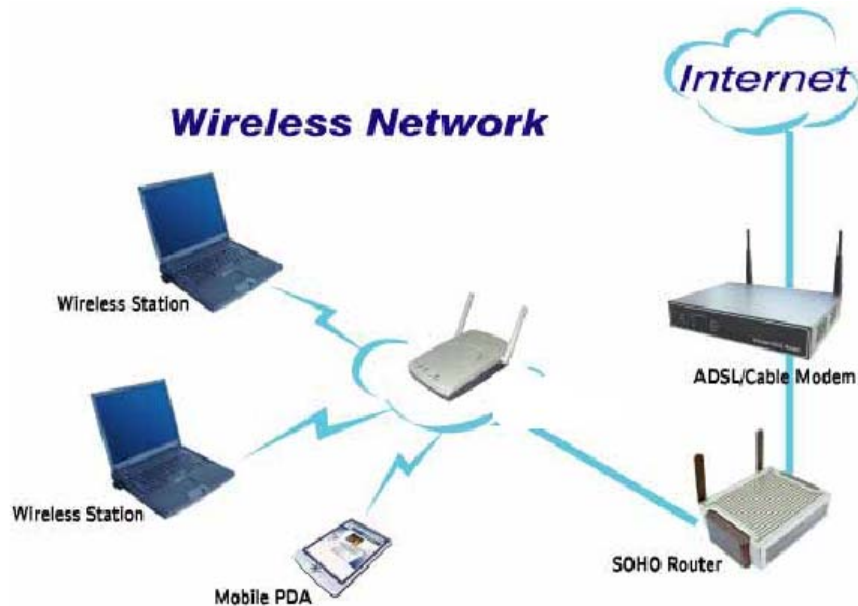 Internet
Wireless Network
Wireless Station
ADSL/Cable Modem
Wireless Station
SOHO Router
Mobile PDA